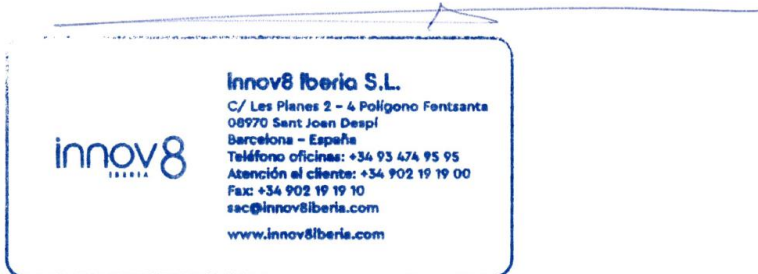 innov8
IBERIA
Innov8 Iberia S.L.
C/ Les Planes 2 - 4 Polígono Fontsanta
08970 Sant Joan Despí
Barcelona - España
Teléfono oficinas: +34 93 474 95 95
Atención al cliente: +34 902 19 19 00
Fax: +34 902 19 19 10
sac@innov8iberia.com
www.innov8iberia.com